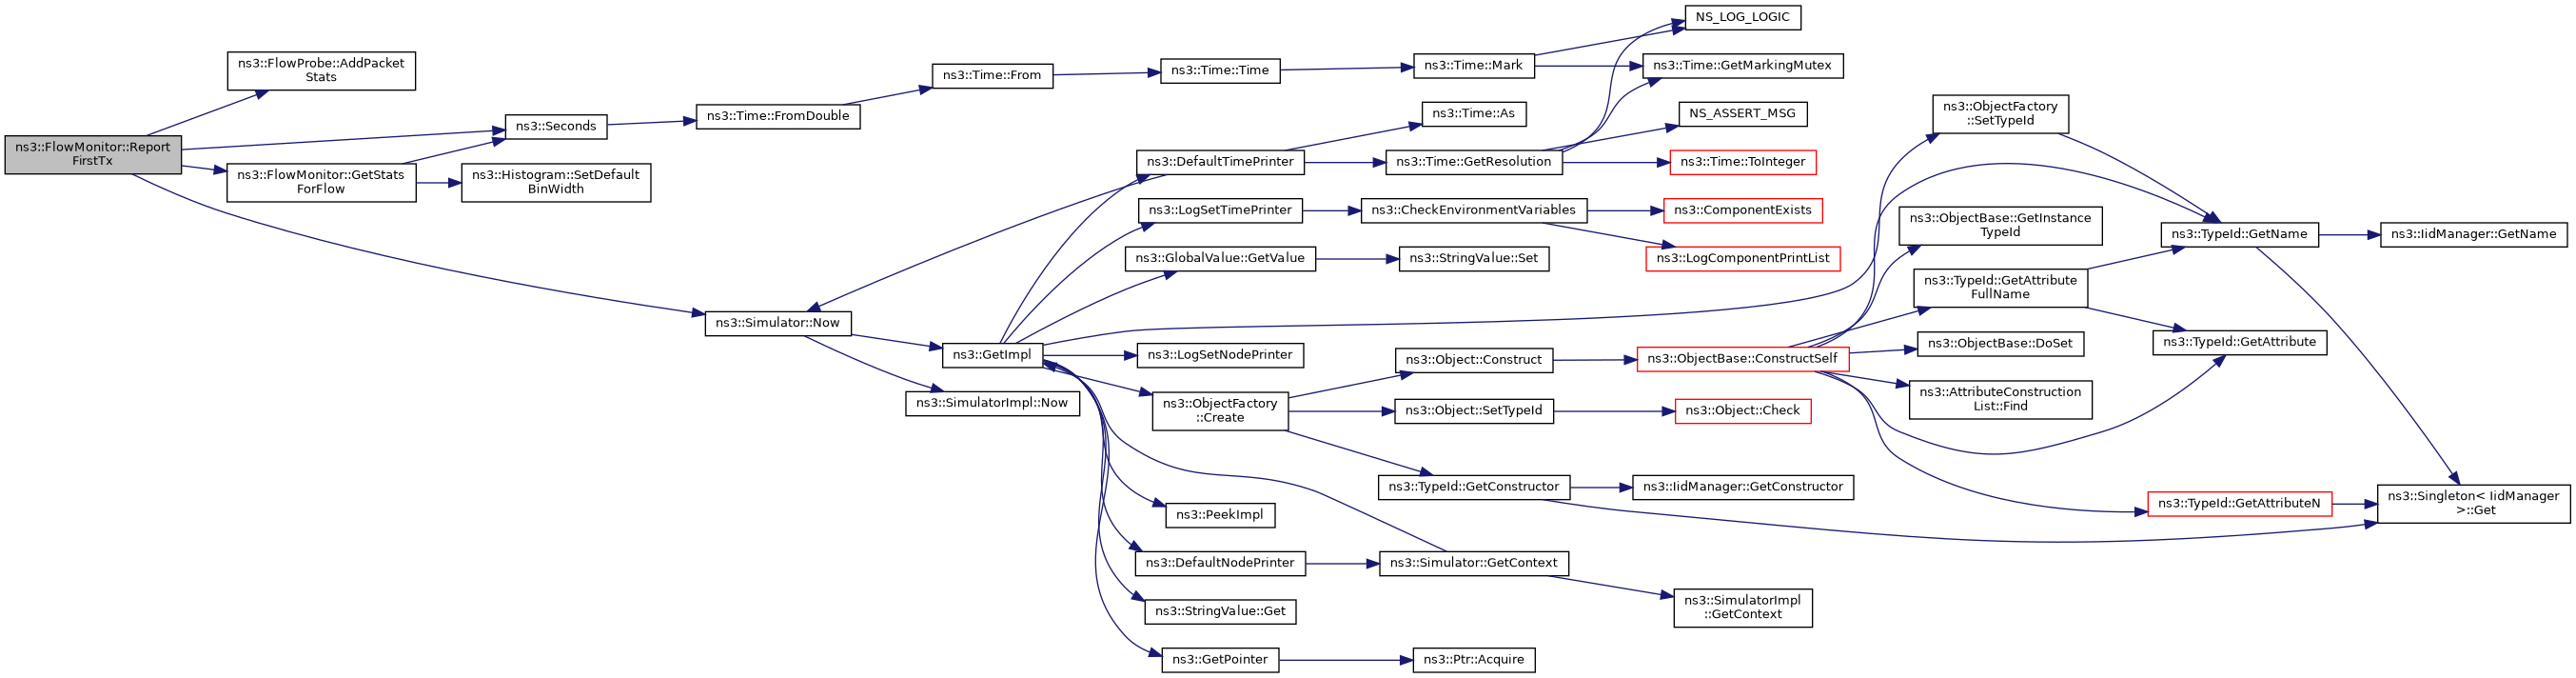 ns3::FlowMonitor::Report
FirstTx
ns3::FlowProbe::AddPacket
Stats
ns3::Seconds
ns3::FlowMonitor::GetStats
ForFlow
ns3::Histogram::SetDefault
BinWidth
ns3::Time::FromDouble
ns3::Time::From
ns3::Time::Time
ns3::Time::Mark
NS_LOG_LOGIC
ns3::Time::GetMarkingMutex
ns3::Time::As
NS_ASSERT_MSG
ns3::DefaultTimePrinter
ns3::Time::GetResolution
ns3::Time::ToInteger
ns3::LogSetTimePrinter
ns3::CheckEnvironmentVariables
ns3::ComponentExists
ns3::GlobalValue::GetValue
ns3::StringValue::Set
ns3::LogComponentPrintList
ns3::Simulator::Now
ns3::GetImpl
ns3::LogSetNodePrinter
ns3::SimulatorImpl::Now
ns3::ObjectFactory
::Create
ns3::Object::Construct
ns3::ObjectBase::ConstructSelf
ns3::Object::SetTypeId
ns3::Object::Check
ns3::TypeId::GetConstructor
ns3::IidManager::GetConstructor
ns3::PeekImpl
ns3::DefaultNodePrinter
ns3::Simulator::GetContext
ns3::SimulatorImpl
::GetContext
ns3::StringValue::Get
ns3::GetPointer
ns3::Ptr::Acquire
ns3::ObjectFactory
::SetTypeId
ns3::ObjectBase::GetInstance
TypeId
ns3::TypeId::GetAttribute
FullName
ns3::ObjectBase::DoSet
ns3::AttributeConstruction
List::Find
ns3::TypeId::GetName
ns3::IidManager::GetName
ns3::TypeId::GetAttribute
ns3::TypeId::GetAttributeN
ns3::Singleton< IidManager
>::Get